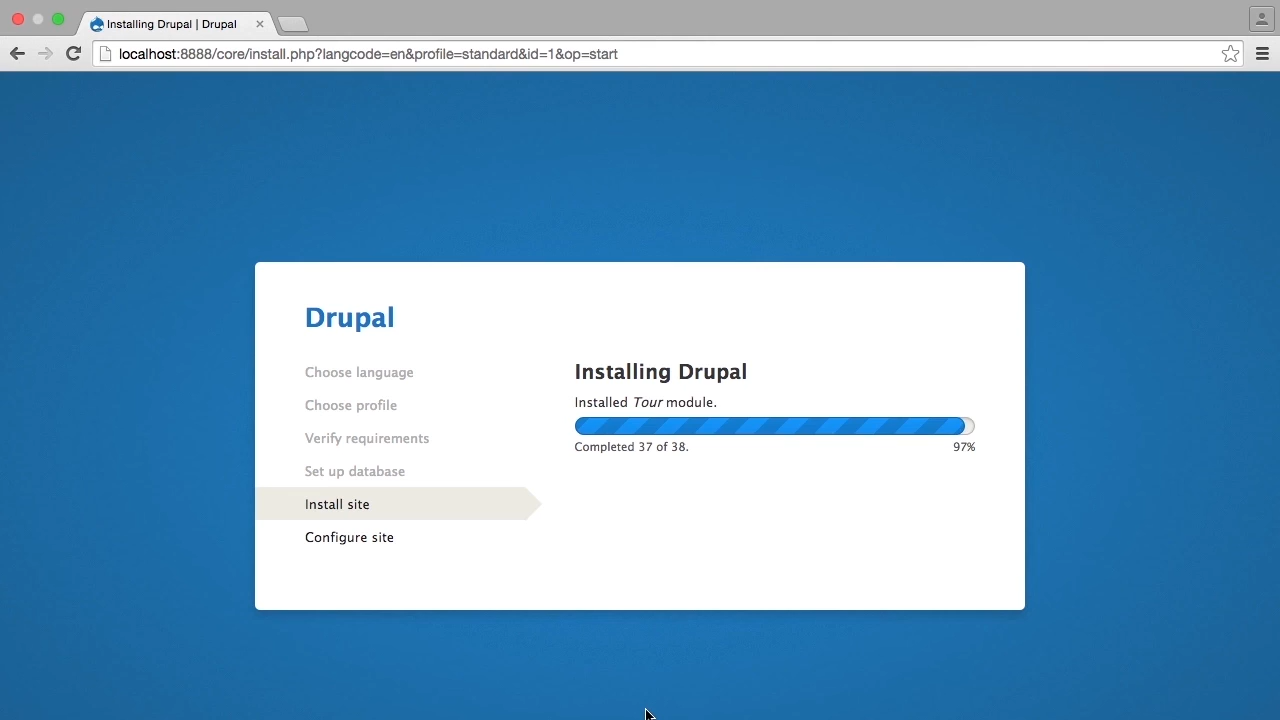 Installing Drupal | Drupal
localhost:8888/core/install.php?langcode=en&profile=standard&id=1&op=start
Drupal
Choose language
Choose profile
Verify requirements
Set up database
Install site
Configure site
Installing Drupal
Installed Tour module.
Completed 37 of 38.
97%